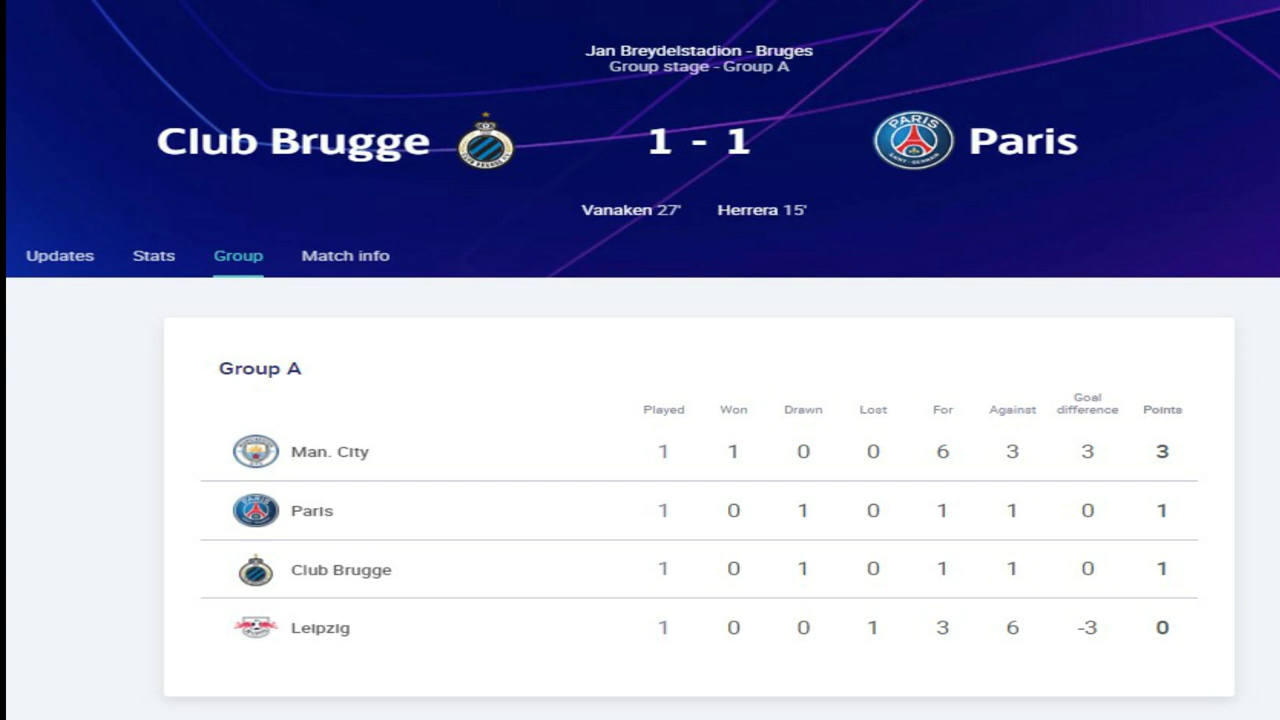 Jan Breydelstadion - Bruges
Group stage - Group A
Club Brugge 1 - 1 Paris
Vanaken 27' Herrera 15'
Updates Stats Group Match info
Group A
Played Won Drawn Lost For Against Goal difference Points
Man. City 1 1 0 0 6 3 3 3
Paris 1 0 1 0 1 1 0 1
Club Brugge 1 0 1 0 1 1 0 1
Leipzig 1 0 0 1 3 6 -3 0